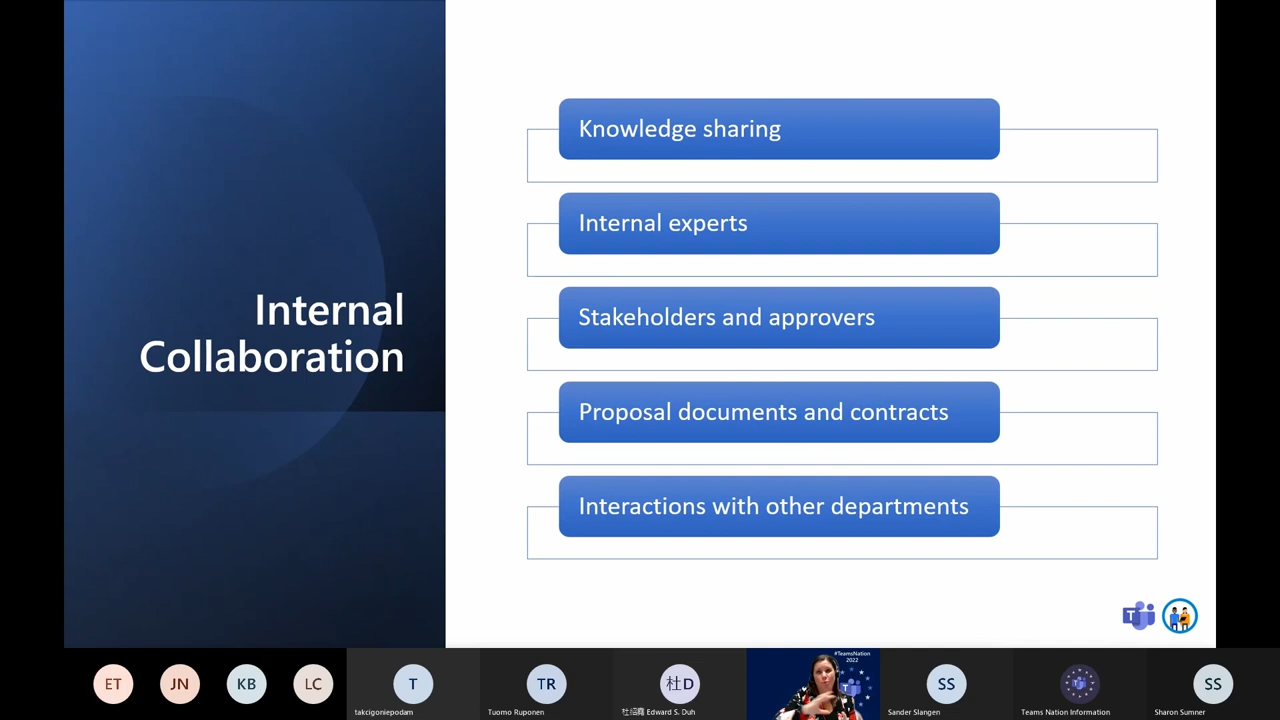 Internal
Collaboration
Knowledge sharing
Internal experts
Stakeholders and approvers
Proposal documents and contracts
Interactions with other departments
T
ET
JN
KB
LC
T
takcigoniepodam
TR
Tuomo Ruponen
杜D
Edward S. Duh
#TeamsNation
2022
SS
Sander Slangen
T
Teams Nation Information
SS
Sharon Sumner